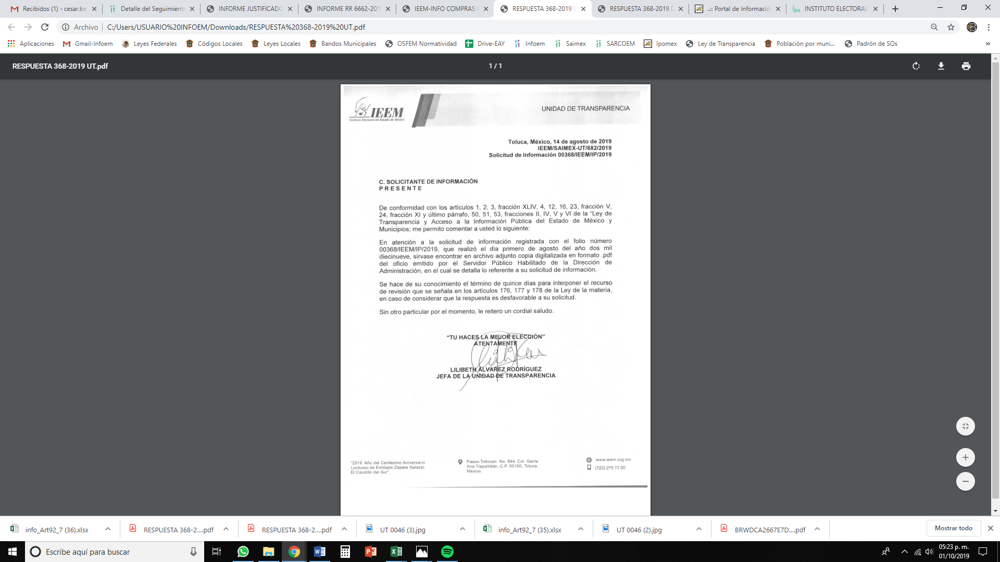 Recibidos (1) - cesar.be
Detalle del Seguimiento
INFORME JUSTIFICADO
INFORME RR 6662-201
IEEM-INFO COMPRAS
RESPUESTA 368-2019 U
RESPUESTA 368-2019 D
..:: Portal de Informació
INSTITUTO ELECTORAL
Archivo
C:/Users/USUARIO%20INFOEM/Downloads/RESPUESTA%20368-2019%20UT.pdf
Aplicaciones
Gmail-Infoem
Leyes Federales
Códigos Locales
Leyes Locales
Bandos Municipales
OSFEM Normatividad
Drive-EAY
Infoem
Saimex
SARCOEM
Ipomex
Ley de Transparencia
Población por muni...
Padrón de SOs
»
RESPUESTA 368-2019 UT.pdf
1 / 1
IEEM
Instituto Electoral del Estado de México
UNIDAD DE TRANSPARENCIA
Toluca, México, 14 de agosto de 2019
IEEM/SAIMEX-UT/682/2019
Solicitud de Información 00368/IEEM/IP/2019
C. SOLICITANTE DE INFORMACIÓN
P R E S E N T E
De conformidad con los artículos 1, 2, 3, fracción XLIV, 4, 12, 16, 23, fracción V,
24, fracción XI y último párrafo, 50, 51, 53, fracciones II, IV, V y VI de la "Ley de
Transparencia y Acceso a la Información Pública del Estado de México y
Municipios; me permito comentar a usted lo siguiente:
En atención a la solicitud de información registrada con el folio número
00368/IEEM/IP/2019, que realizó el día primero de agosto del año dos mil
diecinueve, sírvase encontrar en archivo adjunto copia digitalizada en formato .pdf
del oficio emitido por el Servidor Público Habilitado de la Dirección de
Administración, en el cual se detalla lo referente a su solicitud de información.
Se hace de su conocimiento el término de quince días para interponer el recurso
de revisión que se señala en los artículos 176, 177 y 178 de la Ley de la materia,
en caso de considerar que la respuesta es desfavorable a su solicitud.
Sin otro particular por el momento, le reitero un cordial saludo.
"TU HACES LA MEJOR ELECCIÓN"
ATENTAMENTE
LILIBETH ÁLVAREZ RODRÍGUEZ
JEFA DE LA UNIDAD DE TRANSPARENCIA
"2019. Año del Centésimo Aniversario
Luctuoso de Emiliano Zapata Salazar.
El Caudillo del Sur".
Paseo Tollocan No. 944, Col. Santa
Ana Tlapaltitlán, C.P. 50160, Toluca,
México.
www.ieem.org.mx
(722) 275 73 00
info_Art92_7 (36).xlsx
RESPUESTA 368-2....pdf
RESPUESTA 368-2....pdf
UT 0046 (3).jpg
info_Art92_7 (35).xlsx
UT 0046 (2).jpg
BRWDCA2667E7D....pdf
Mostrar todo
Escribe aquí para buscar
05:23 p. m.
01/10/2019